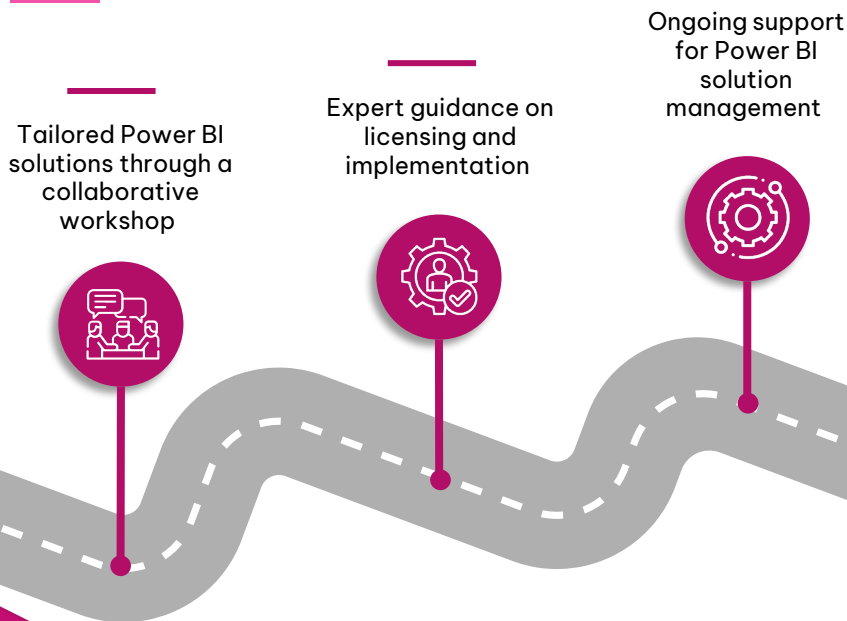 Tailored Power BI
solutions through a
collaborative
workshop
Expert guidance on
licensing and
implementation
Ongoing support
for Power BI
solution
management